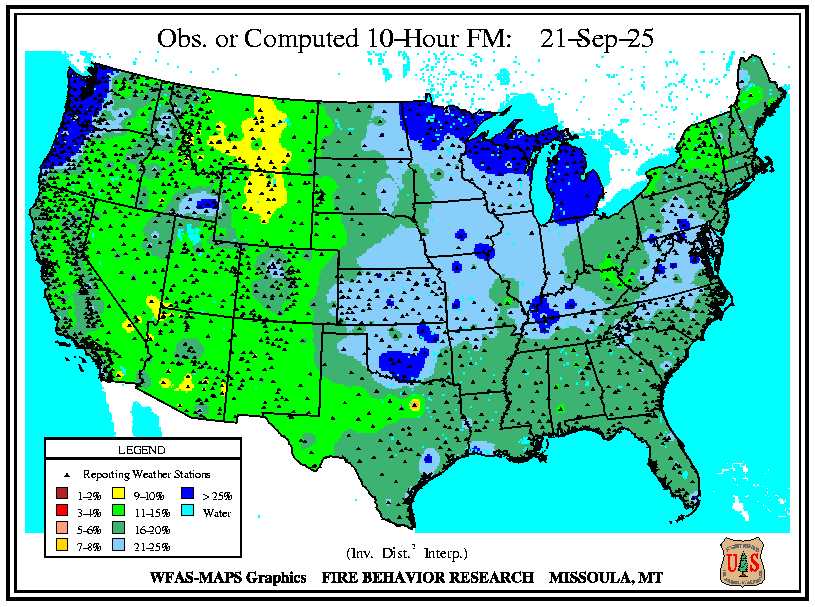 Obs. or Computed 10-Hour FM: 21-Sep-25
LEGEND
Reporting Weather Stations
1-2% 9-10% > 25%
3-4% 11-15% Water
5-6% 16-20%
7-8% 21-25%
(Inv. Dist.² Interp.)
WFAS-MAPS Graphics FIRE BEHAVIOR RESEARCH MISSOULA, MT
U S